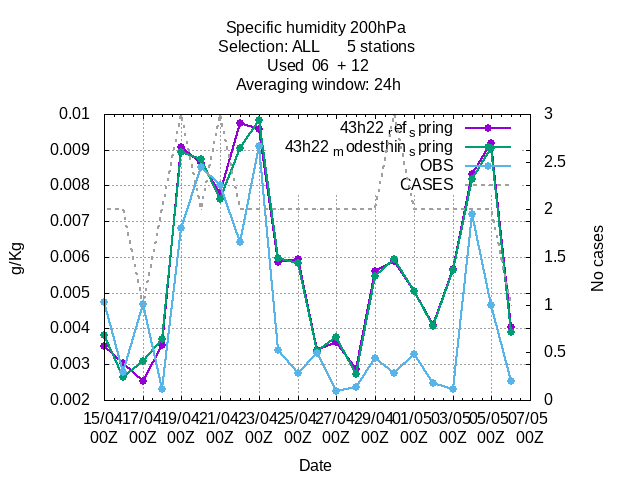 Specific humidity 200hPa
Selection: ALL 5 stations
Used 06 + 12
Averaging window: 24h
43h22 ref spring
43h22 modesthin spring
OBS
CASES
0.01
0.009
0.008
0.007
0.006
0.005
0.004
0.003
0.002
3
2.5
2
1.5
1
0.5
0
g/Kg
No cases
15/04 17/04 19/04 21/04 23/04 25/04 27/04 29/04 01/05 03/05 05/05 07/05
00Z 00Z 00Z 00Z 00Z 00Z 00Z 00Z 00Z 00Z 00Z 00Z
Date